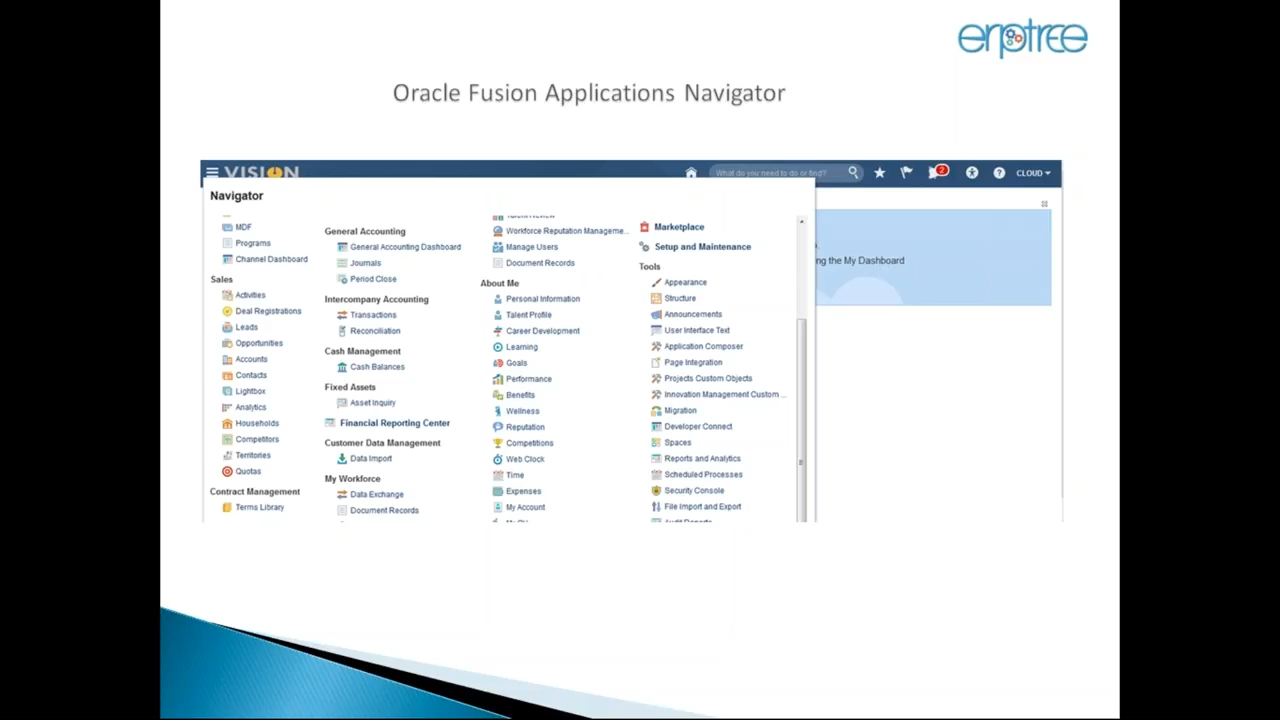 erptree
Oracle Fusion Applications Navigator
VISION
What do you need to do or find?
2
CLOUD
Navigator
MDF
Programs
Channel Dashboard
Sales
Activities
Deal Registrations
Leads
Opportunities
Accounts
Contacts
Lightbox
Analytics
Households
Competitors
Territories
Quotas
Contract Management
Terms Library
General Accounting
General Accounting Dashboard
Journals
Period Close
Intercompany Accounting
Transactions
Reconciliation
Cash Management
Cash Balances
Fixed Assets
Asset Inquiry
Financial Reporting Center
Customer Data Management
Data Import
My Workforce
Data Exchange
Document Records
Talent Review
Workforce Reputation Manageme...
Manage Users
Document Records
About Me
Personal Information
Talent Profile
Career Development
Learning
Goals
Performance
Benefits
Wellness
Reputation
Competitions
Web Clock
Time
Expenses
My Account
Marketplace
Setup and Maintenance
Tools
Appearance
Structure
Announcements
User Interface Text
Application Composer
Page Integration
Projects Custom Objects
Innovation Management Custom ...
Migration
Developer Connect
Spaces
Reports and Analytics
Scheduled Processes
Security Console
File Import and Export
Audit Reports
ng the My Dashboard